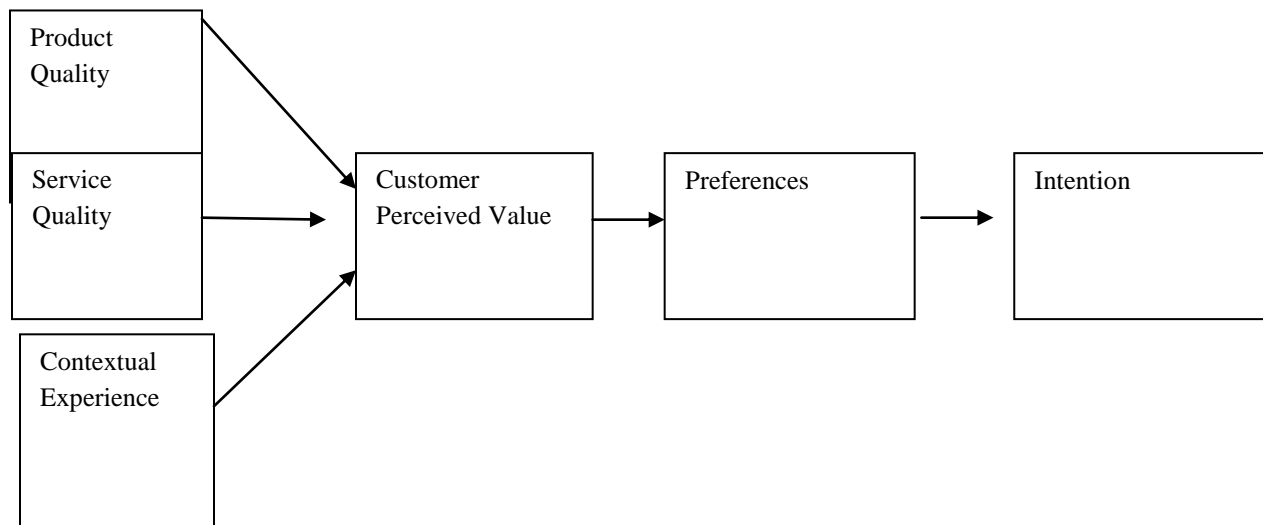 Product
Quality
Service
Quality
Contextual
Experience
Customer
Perceived Value
Preferences
Intention